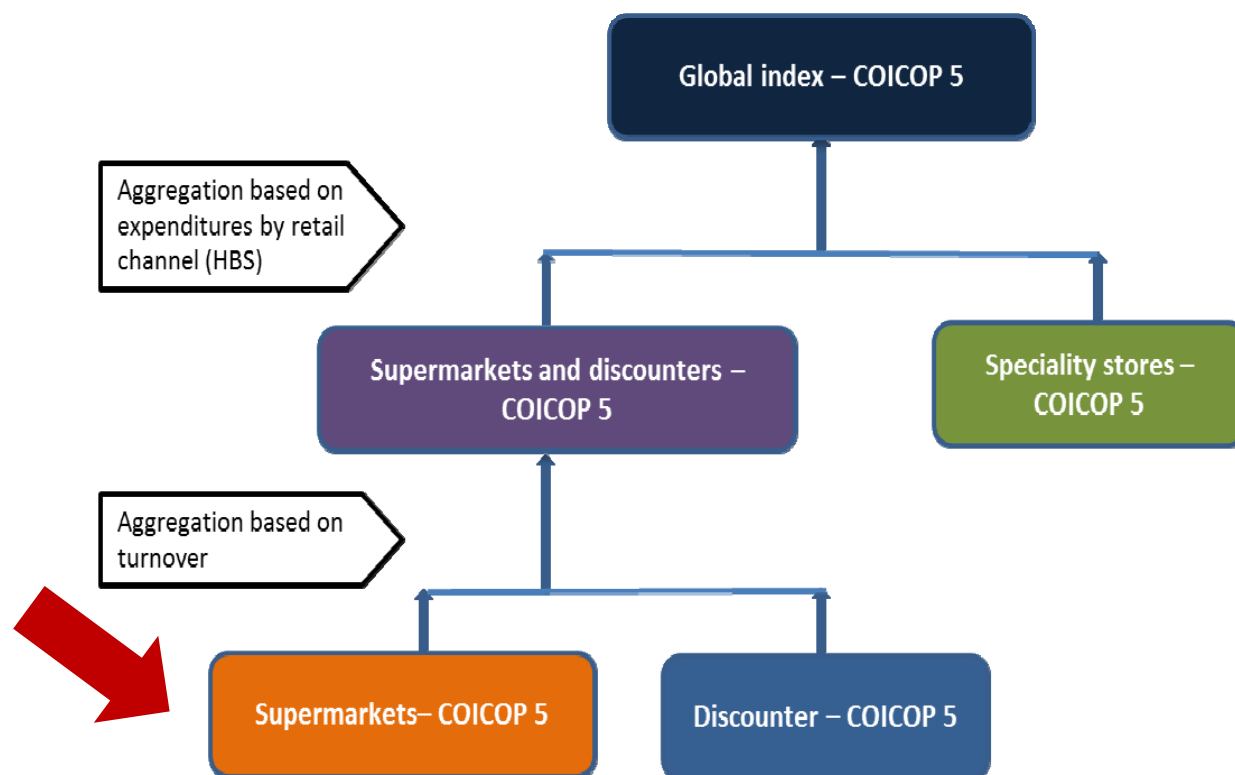 Global index – COICOP 5
Aggregation based on
expenditures by retail
channel (HBS)
Supermarkets and discounters –
COICOP 5
Speciality stores –
COICOP 5
Aggregation based on
turnover
Supermarkets– COICOP 5
Discounter – COICOP 5